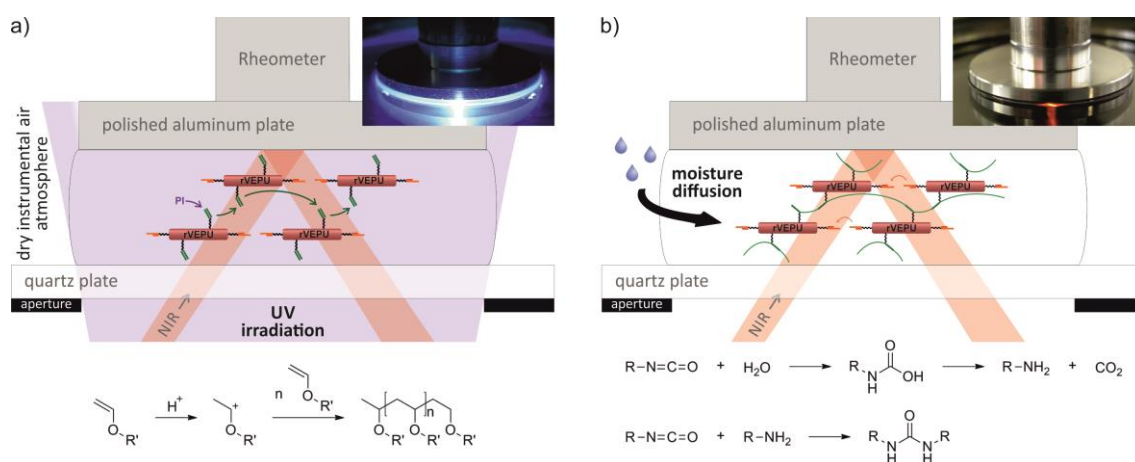 a)
Rheometer
polished aluminum plate
dry instrumental air
atmosphere
rVEPU
rVEPU
PI
rVEPU
rVEPU
quartz plate
aperture
NIR →
UV
irradiation
O
R'
H+
+
O
R'
n
O
R'
n
O
R'
O
R'
O
R'
b)
Rheometer
polished aluminum plate
moisture
diffusion
rVEPU
rVEPU
rVEPU
rVEPU
quartz plate
aperture
NIR →
R-N=C=O + H2O
R
N
H
O
OH
R-NH2 + CO2
R-N=C=O + R-NH2
R
N
H
O
N
H
R